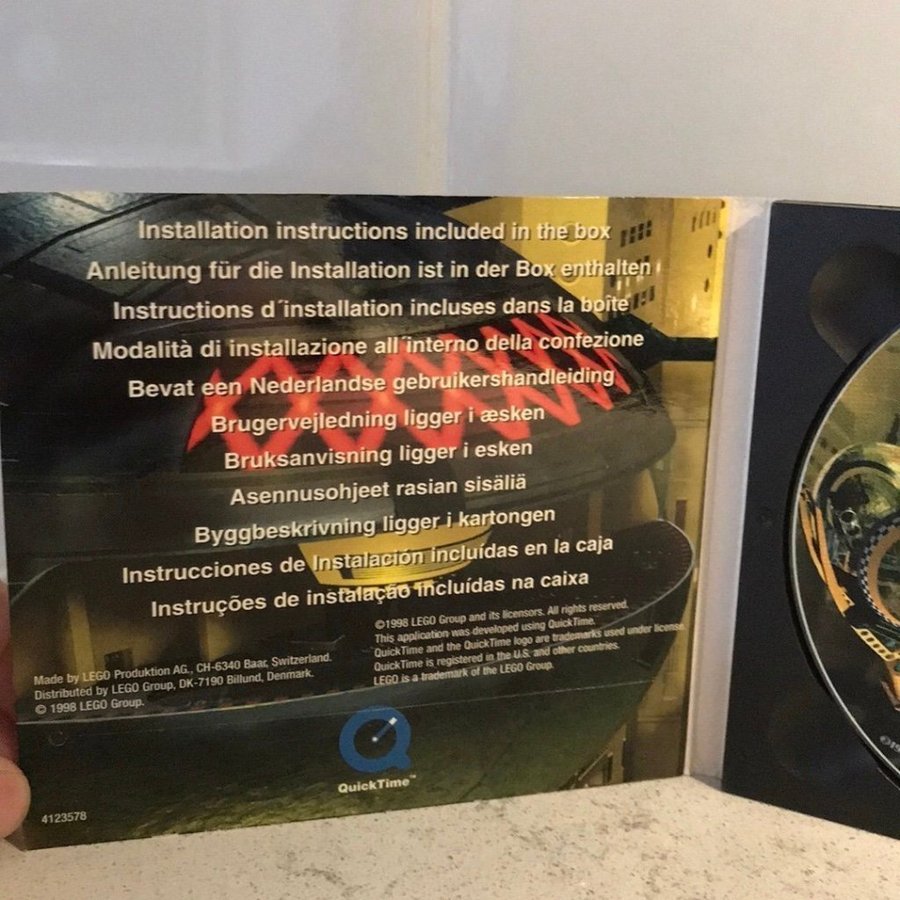 Installation instructions included in the box
Anleitung für die Installation ist in der Box enthalten
Instructions d´installation incluses dans la boîte
Modalità di installazione all´interno della confezione
Bevat een Nederlandse gebruikershandleiding
Brugervejledning ligger i æsken
Bruksanvisning ligger i esken
Asennusohjeet rasian sisäliä
Byggbeskrivning ligger i kartongen
Instrucciones de Instalación incluídas en la caja
Instruções de instalação incluídas na caixa
Made by LEGO Produktion AG., CH-6340 Baar, Switzerland.
Distributed by LEGO Group, DK-7190 Billund, Denmark.
© 1998 LEGO Group.
©1998 LEGO Group and its licensors. All rights reserved.
This application was developed using QuickTime.
QuickTime and the QuickTime logo are trademarks used under license.
QuickTime is registered in the U.S. and other countries.
LEGO is a trademark of the LEGO Group.
QuickTime™
4123578